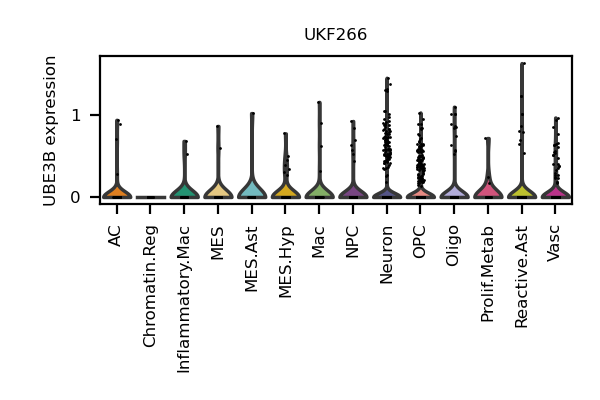 UKF266
UBE3B expression
1
0
AC
Chromatin.Reg
Inflammatory.Mac
MES
MES.Ast
MES.Hyp
Mac
NPC
Neuron
OPC
Oligo
Prolif.Metab
Reactive.Ast
Vasc